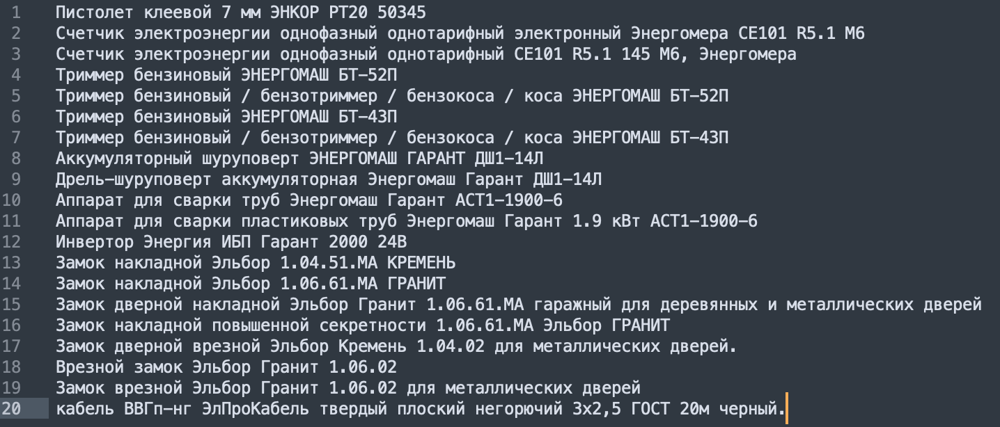 1 Пистолет клеевой 7 мм ЭНКОР РТ20 50345
2 Счетчик электроэнергии однофазный однотарифный электронный Энергомера CE101 R5.1 M6
3 Счетчик электроэнергии однофазный однотарифный CE101 R5.1 145 M6, Энергомера
4 Триммер бензиновый ЭНЕРГОМАШ БТ-52П
5 Триммер бензиновый / бензотриммер / бензокоса / коса ЭНЕРГОМАШ БТ-52П
6 Триммер бензиновый ЭНЕРГОМАШ БТ-43П
7 Триммер бензиновый / бензотриммер / бензокоса / коса ЭНЕРГОМАШ БТ-43П
8 Аккумуляторный шуруповерт ЭНЕРГОМАШ ГАРАНТ ДШ1-14Л
9 Дрель-шуруповерт аккумуляторная Энергомаш Гарант ДШ1-14Л
10 Аппарат для сварки труб Энергомаш Гарант АСТ1-1900-6
11 Аппарат для сварки пластиковых труб Энергомаш Гарант 1.9 кВт АСТ1-1900-6
12 Инвертор Энергия ИБП Гарант 2000 24В
13 Замок накладной Эльбор 1.04.51.МА КРЕМЕНЬ
14 Замок накладной Эльбор 1.06.61.МА ГРАНИТ
15 Замок дверной накладной Эльбор Гранит 1.06.61.МА гаражный для деревянных и металлических дверей
16 Замок накладной повышенной секретности 1.06.61.МА Эльбор ГРАНИТ
17 Замок дверной врезной Эльбор Кремень 1.04.02 для металлических дверей.
18 Врезной замок Эльбор Гранит 1.06.02
19 Замок врезной Эльбор Гранит 1.06.02 для металлических дверей
20 кабель ВВГп-нг ЭлПроКабель твердый плоский негорючий 3х2,5 ГОСТ 20м черный.